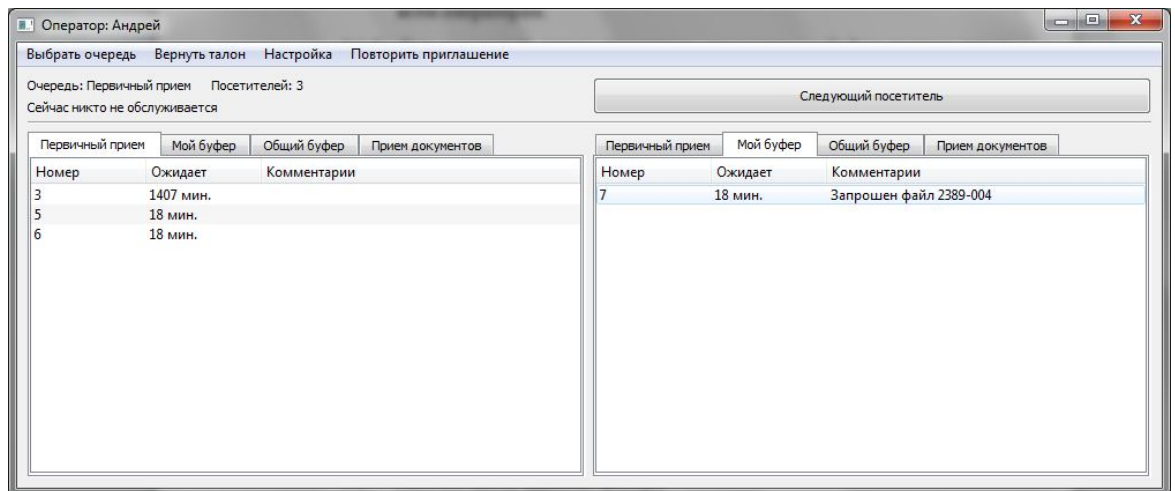 Оператор: Андрей
Выбрать очередь Вернуть талон Настройка Повторить приглашение
Очередь: Первичный прием Посетителей: 3
Сейчас никто не обслуживается
Следующий посетитель
Первичный прием Мой буфер Общий буфер Прием документов
Номер Ожидает Комментарии
3 1407 мин.
5 18 мин.
6 18 мин.
Первичный прием Мой буфер Общий буфер Прием документов
Номер Ожидает Комментарии
7 18 мин. Запрошен файл 2389-004